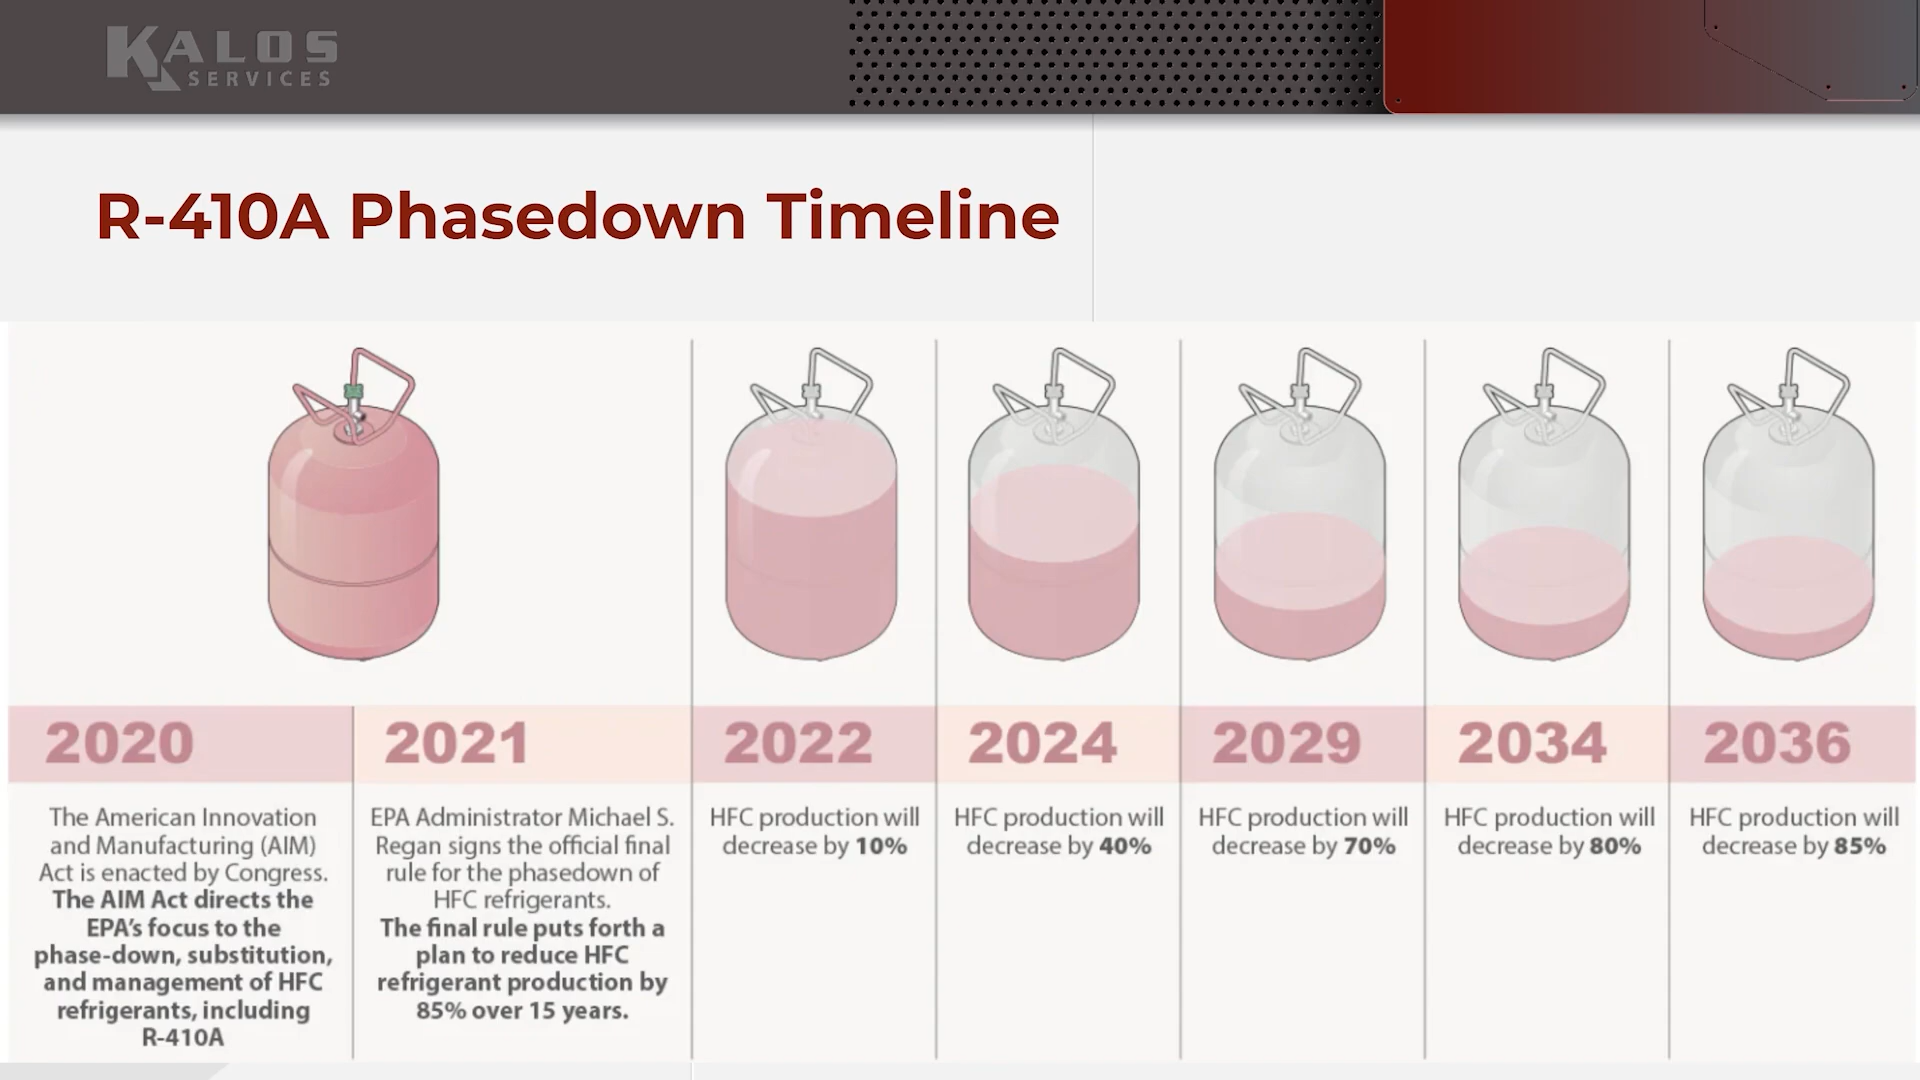 KALOS
SERVICES
R-410A Phasedown Timeline
2020
The American Innovation
and Manufacturing (AIM)
Act is enacted by Congress.
The AIM Act directs the
EPA’s focus to the
phase-down, substitution,
and management of HFC
refrigerants, including
R-410A
2021
EPA Administrator Michael S.
Regan signs the official final
rule for the phasedown of
HFC refrigerants.
The final rule puts forth a
plan to reduce HFC
refrigerant production by
85% over 15 years.
2022
HFC production will
decrease by 10%
2024
HFC production will
decrease by 40%
2029
HFC production will
decrease by 70%
2034
HFC production will
decrease by 80%
2036
HFC production will
decrease by 85%